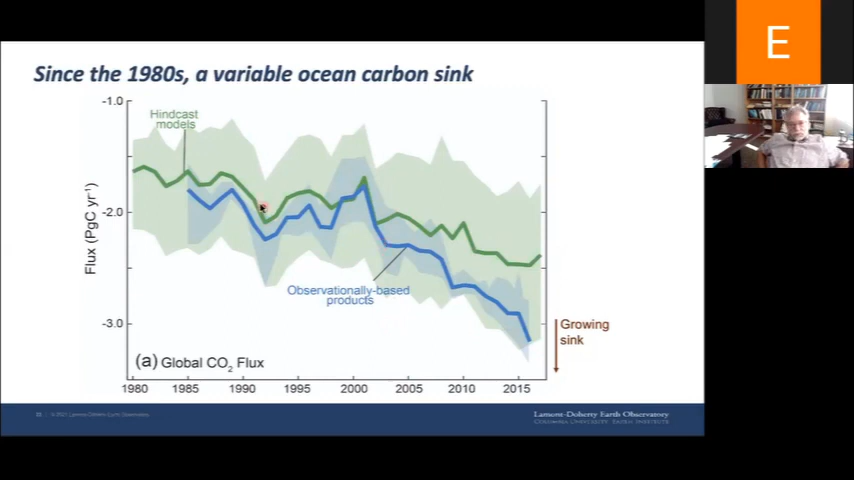 Since the 1980s, a variable ocean carbon sink
E
Hindcast
models
-1.0
-2.0
-3.0
Flux (PgC yr⁻¹)
Observationally-based
products
Growing
sink
(a) Global CO₂ Flux
1980 1985 1990 1995 2000 2005 2010 2015
Lamont-Doherty Earth Observatory
Columbia University | Earth Institute